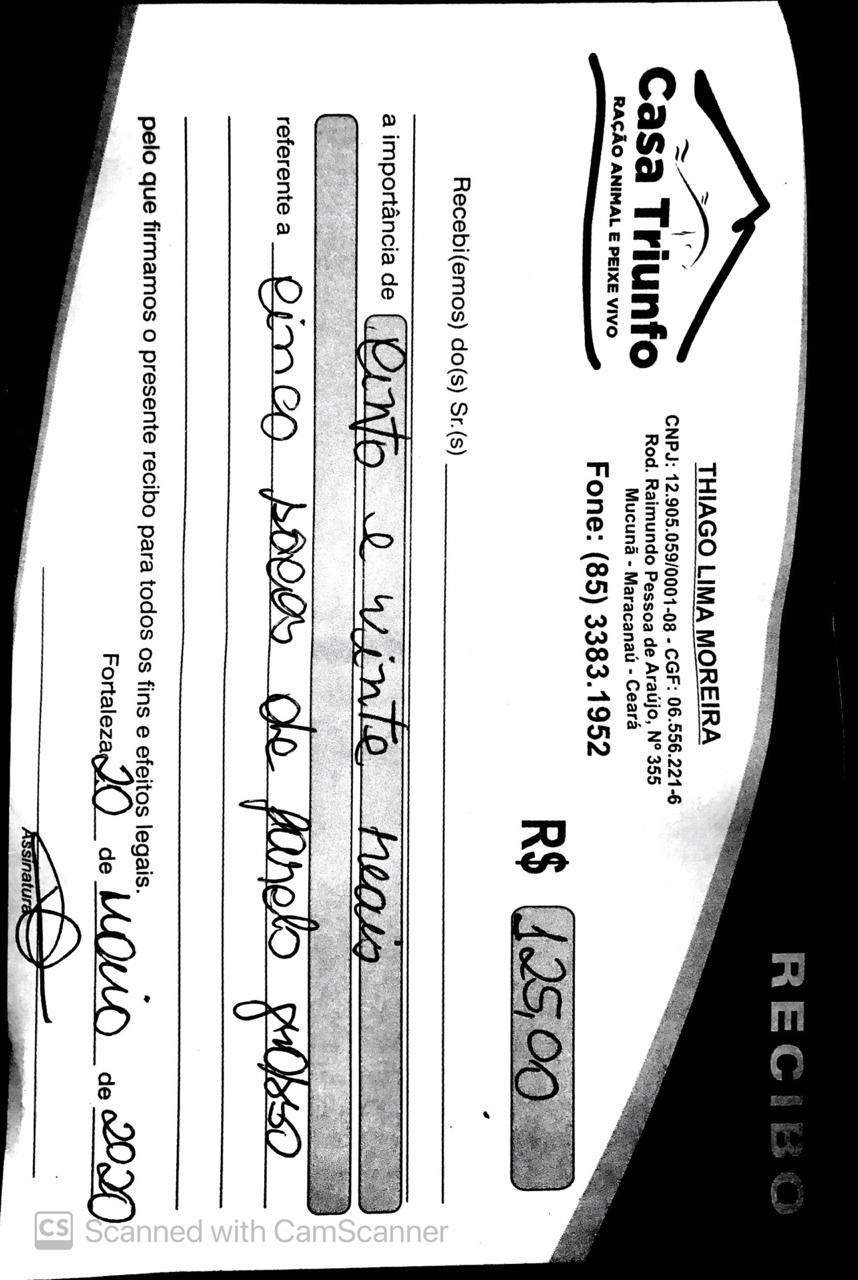 RECIBO
Casa Triunfo
RAÇÃO ANIMAL E PEIXE VIVO
THIAGO LIMA MOREIRA
CNPJ: 12.905.059/0001-08 - CGF: 06.556.221-6
Rod. Raimundo Pessoa de Araújo, Nº 355
Mucunã - Maracanaú - Ceará
Fone: (85) 3383.1952
R$ 125,00
Recebi(emos) do(s) Sr.(s)
a importância de Cinto e vinte reais
referente a cinco sacas de farelo grosso
pelo que firmamos o presente recibo para todos os fins e efeitos legais.
Fortaleza 20 de Maio de 2020
Assinatura
CS Scanned with CamScanner